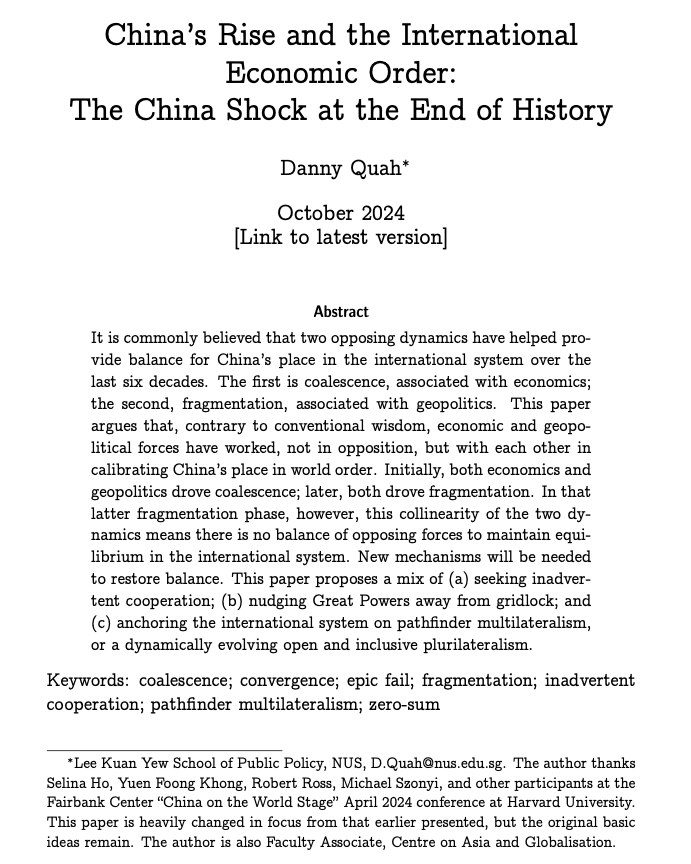 China’s Rise and the International
Economic Order:
The China Shock at the End of History
Danny Quah*
October 2024
[Link to latest version]
Abstract
It is commonly believed that two opposing dynamics have helped pro-
vide balance for China’s place in the international system over the
last six decades. The first is coalescence, associated with economics;
the second, fragmentation, associated with geopolitics. This paper
argues that, contrary to conventional wisdom, economic and geopo-
litical forces have worked, not in opposition, but with each other in
calibrating China’s place in world order. Initially, both economics and
geopolitics drove coalescence; later, both drove fragmentation. In that
latter fragmentation phase, however, this collinearity of the two dy-
namics means there is no balance of opposing forces to maintain equi-
librium in the international system. New mechanisms will be needed
to restore balance. This paper proposes a mix of (a) seeking inadver-
tent cooperation; (b) nudging Great Powers away from gridlock; and
(c) anchoring the international system on pathfinder multilateralism,
or a dynamically evolving open and inclusive plurilateralism.
Keywords: coalescence; convergence; epic fail; fragmentation; inadvertent
cooperation; pathfinder multilateralism; zero-sum
*Lee Kuan Yew School of Public Policy, NUS, D.Quah@nus.edu.sg. The author thanks
Selina Ho, Yuen Foong Khong, Robert Ross, Michael Szonyi, and other participants at the
Fairbank Center “China on the World Stage” April 2024 conference at Harvard University.
This paper is heavily changed in focus from that earlier presented, but the original basic
ideas remain. The author is also Faculty Associate, Centre on Asia and Globalisation.